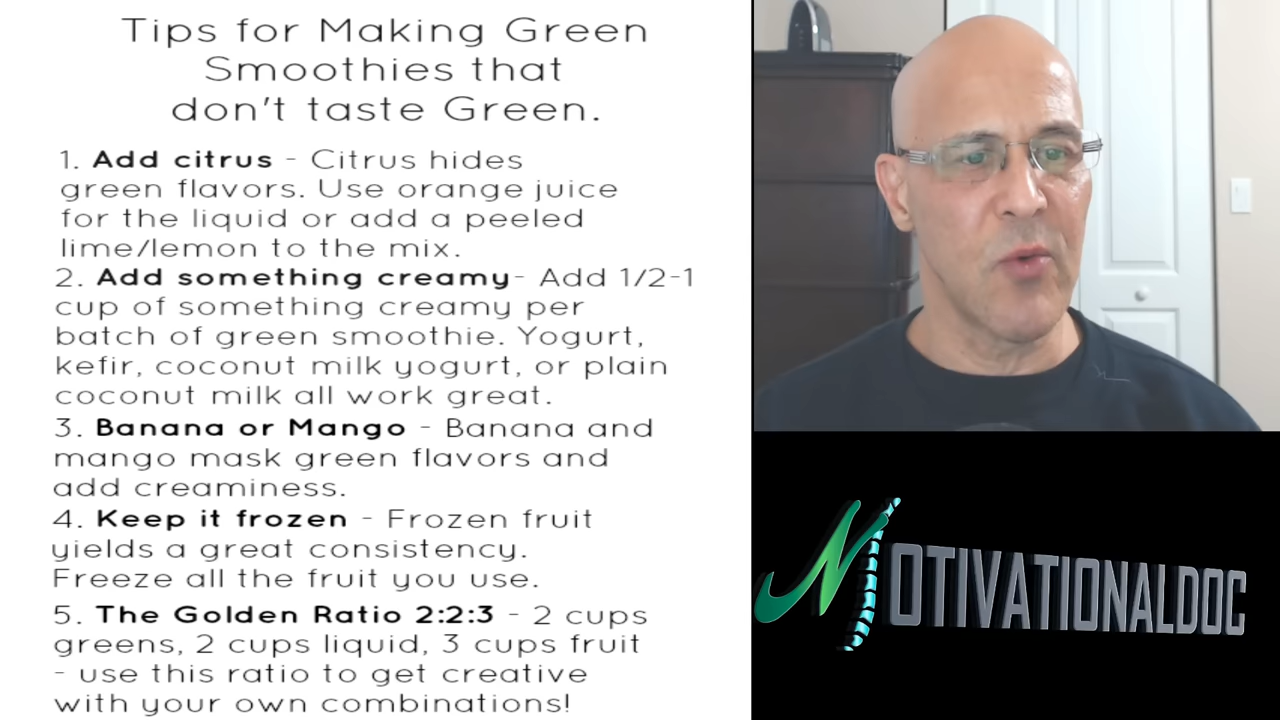 Tips for Making Green
Smoothies that
don't taste Green.
1. Add citrus - Citrus hides
green flavors. Use orange juice
for the liquid or add a peeled
lime/lemon to the mix.
2. Add something creamy- Add 1/2-1
cup of something creamy per
batch of green smoothie. Yogurt,
kefir, coconut milk yogurt, or plain
coconut milk all work great.
3. Banana or Mango - Banana and
mango mask green flavors and
add creaminess.
4. Keep it frozen - Frozen fruit
yields a great consistency.
Freeze all the fruit you use.
5. The Golden Ratio 2:2:3 - 2 cups
greens, 2 cups liquid, 3 cups fruit
- use this ratio to get creative
with your own combinations!
MOTIVATIONALDOC